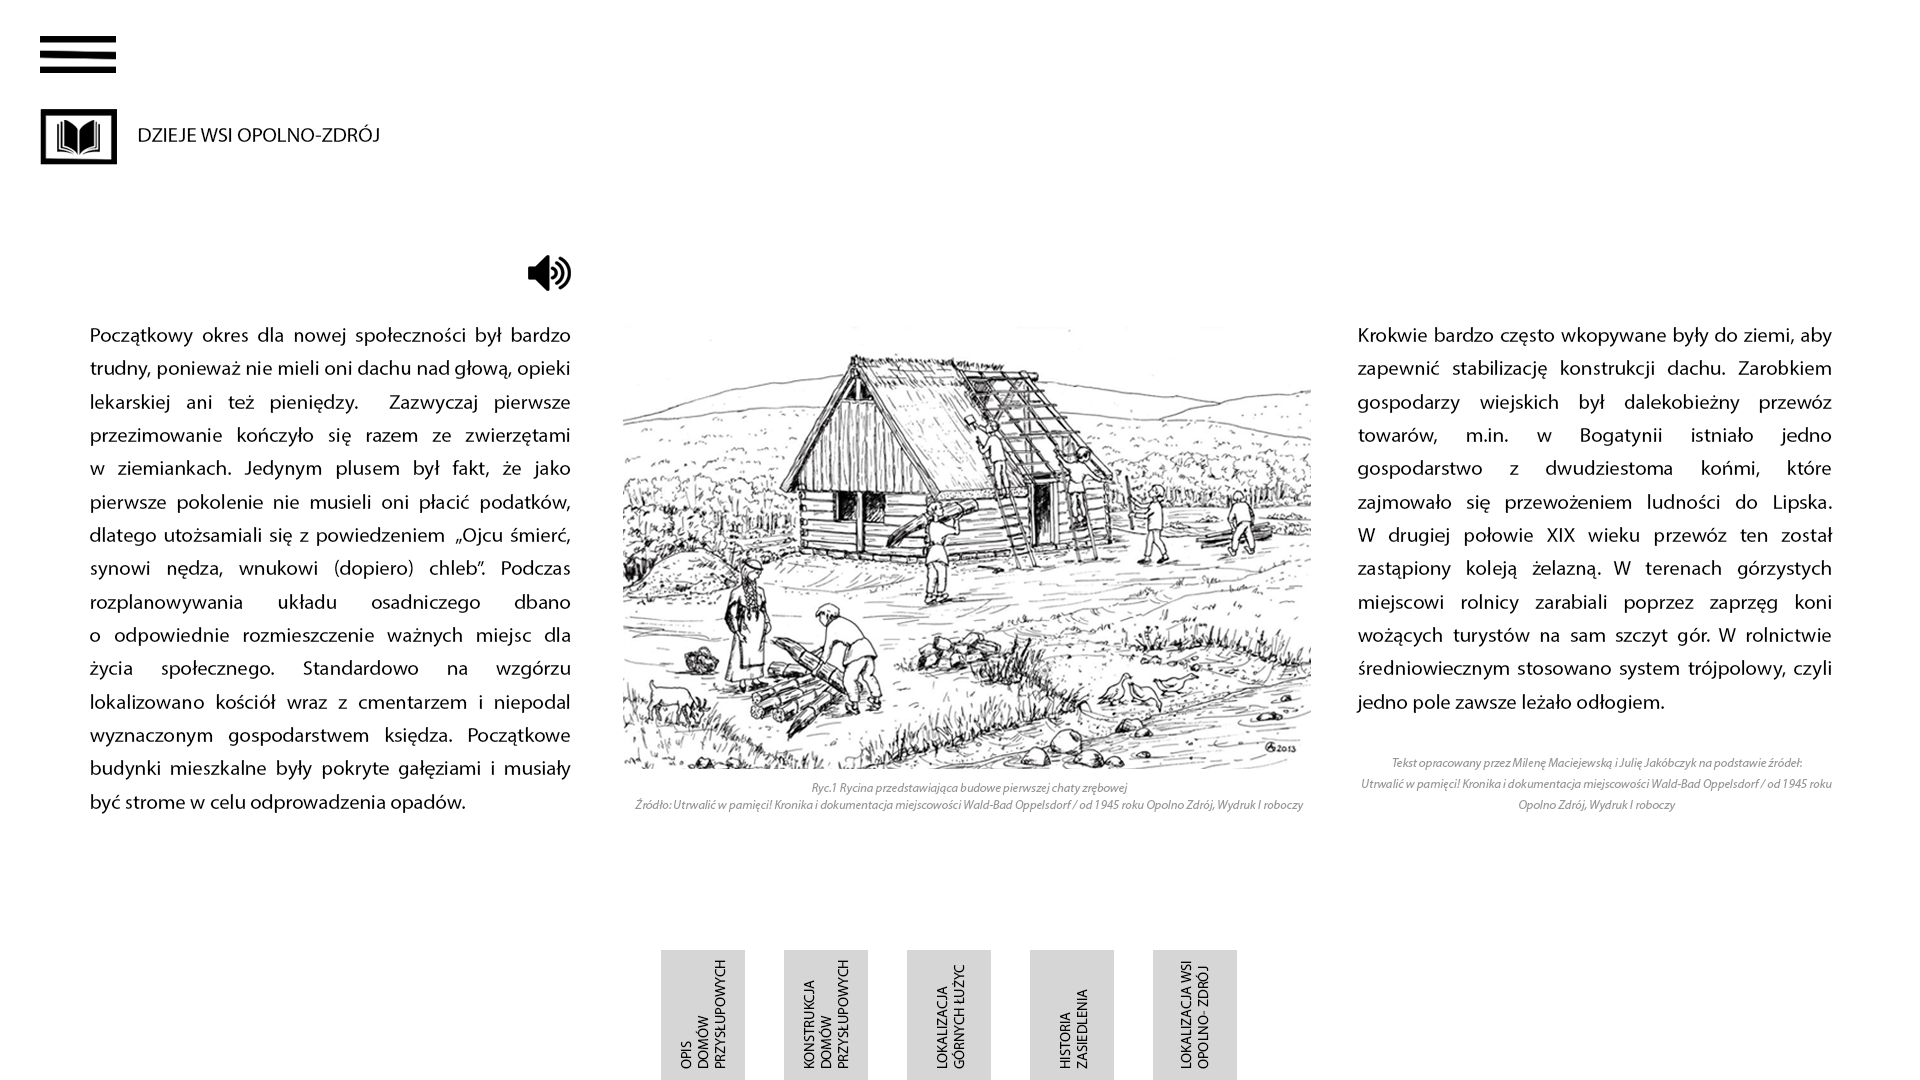 DZIEJE WSI OPOLNO-ZDRÓJ
Początkowy okres dla nowej społeczności był bardzo
trudny, ponieważ nie mieli oni dachu nad głową, opieki
lekarskiej ani też pieniędzy. Zazwyczaj pierwsze
przezimowanie kończyło się razem ze zwierzętami
w ziemiankach. Jedynym plusem był fakt, że jako
pierwsze pokolenie nie musieli oni płacić podatków,
dlatego utożsamiali się z powiedzeniem „Ojcu śmierć,
synowi nędza, wnukowi (dopiero) chleb”. Podczas
rozplanowywania układu osadniczego dbano
o odpowiednie rozmieszczenie ważnych miejsc dla
życia społecznego. Standardowo na wzgórzu
lokalizowano kościół wraz z cmentarzem i niepodal
wyznaczonym gospodarstwem księdza. Początkowe
budynki mieszkalne były pokryte gałęziami i musiały
być strome w celu odprowadzenia opadów.
2013
Ryc.1 Rycina przedstawiająca budowe pierwszej chaty zrębowej
Źródło: Utrwalić w pamięci! Kronika i dokumentacja miejscowości Wald-Bad Oppelsdorf / od 1945 roku Opolno Zdrój, Wydruk I roboczy
Krokwie bardzo często wkopywane były do ziemi, aby
zapewnić stabilizację konstrukcji dachu. Zarobkiem
gospodarzy wiejskich był dalekobieżny przewóz
towarów, m.in. w Bogatynii istniało jedno
gospodarstwo z dwudziestoma końmi, które
zajmowało się przewożeniem ludności do Lipska.
W drugiej połowie XIX wieku przewóz ten został
zastąpiony koleją żelazną. W terenach górzystych
miejscowi rolnicy zarabiali poprzez zaprzęg koni
wożących turystów na sam szczyt gór. W rolnictwie
średniowiecznym stosowano system trójpolowy, czyli
jedno pole zawsze leżało odłogiem.
Tekst opracowany przez Milenę Maciejewską i Julię Jakóbczyk na podstawie źródeł:
Utrwalić w pamięci! Kronika i dokumentacja miejscowości Wald-Bad Oppelsdorf / od 1945 roku
Opolno Zdrój, Wydruk I roboczy
OPIS
DOMÓW
PRZYSŁUPOWYCH
KONSTRUKCJA
DOMÓW
PRZYSŁUPOWYCH
LOKALIZACJA
GÓRNYCH ŁUŻYC
HISTORIA
ZASIEDLENIA
LOKALIZACJA WSI
OPOLNO- ZDRÓJ